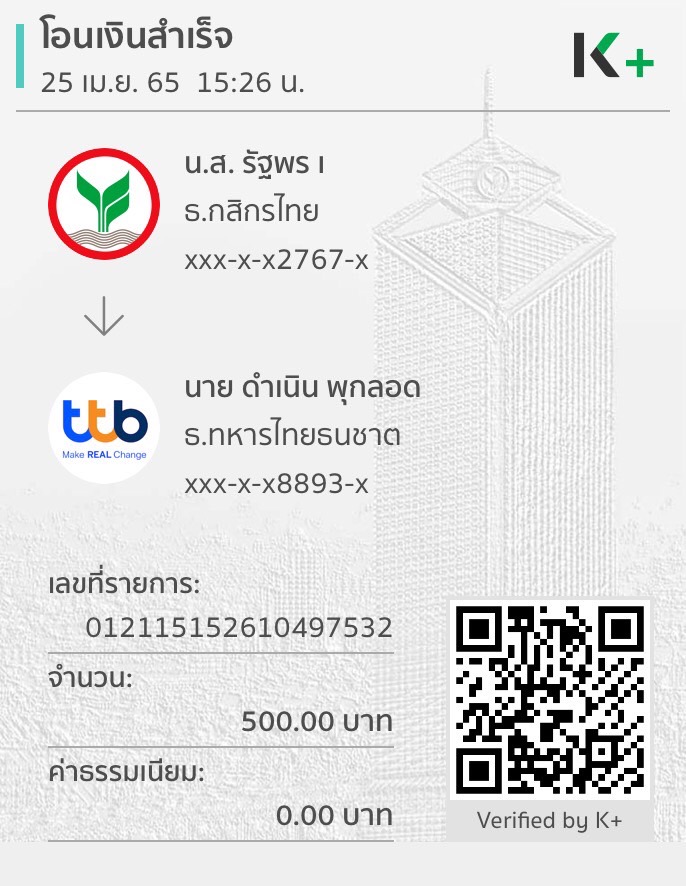 โอนเงินสำเร็จ
25 เม.ย. 65 15:26 น.
K+
น.ส. รัฐพร เ
ธ.กสิกรไทย
xxx-x-x2767-x
นาย ดำเนิน พุกลอด
ttb
ธ.ทหารไทยธนชาต
Make REAL Change
xxx-x-x8893-x
เลขที่รายการ:
012115152610497532
จำนวน:
500.00 บาท
ค่าธรรมเนียม:
0.00 บาท
Verified by K+